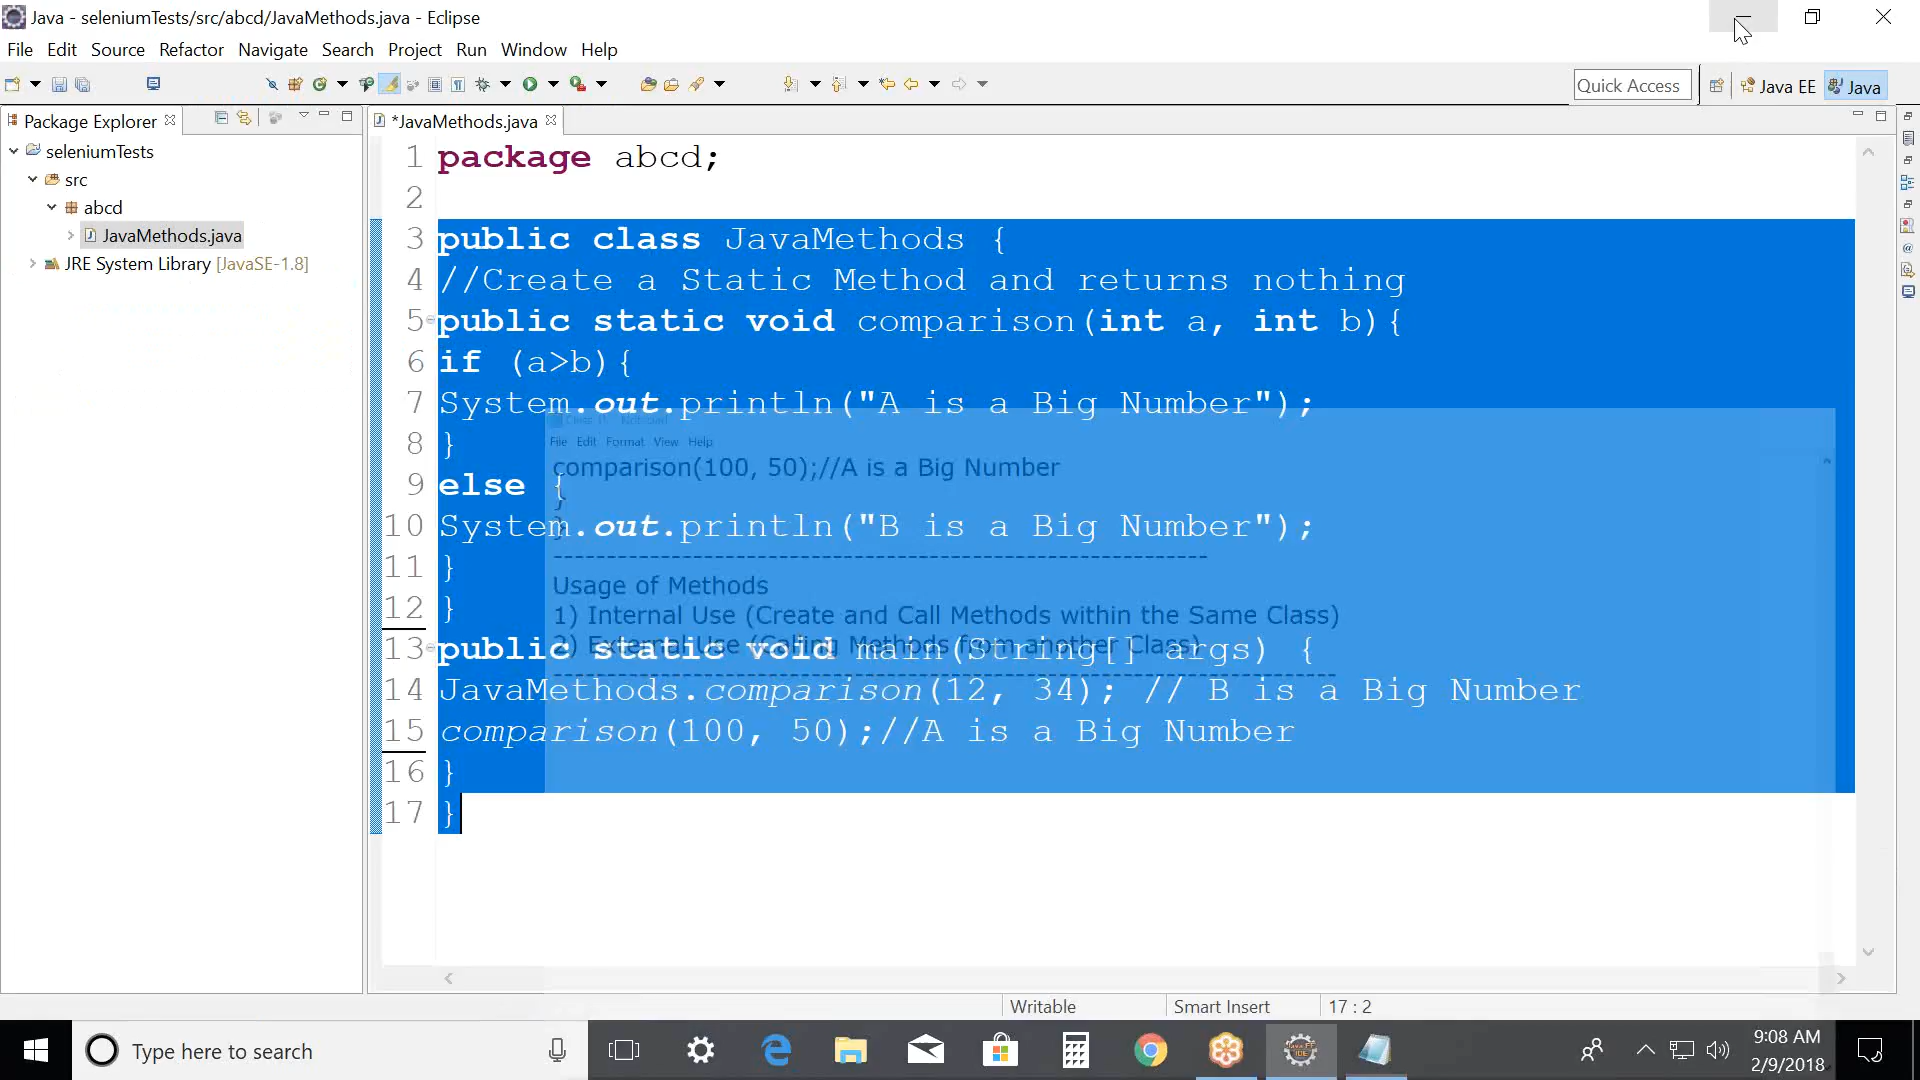 Java - seleniumTests/src/abcd/JavaMethods.java - Eclipse
File Edit Source Refactor Navigate Search Project Run Window Help
Quick Access
Java EE
Java
Package Explorer
*JavaMethods.java
seleniumTests
src
abcd
JavaMethods.java
JRE System Library [JavaSE-1.8]
1 package abcd;
2
3 public class JavaMethods {
4 //Create a Static Method and returns nothing
5 public static void comparison(int a, int b){
6 if (a>b){
7 System.out.println("A is a Big Number");
8 }
9 else {
10 System.out.println("B is a Big Number");
11 }
12 }
13 public static void main(String[] args) {
14 JavaMethods.comparison(12, 34); // B is a Big Number
15 comparison(100, 50);//A is a Big Number
16 }
17 }
File Edit Format View Help
comparison(100, 50);//A is a Big Number
}
}
Usage of Methods
1) Internal Use (Create and Call Methods within the Same Class)
2) External Use (Calling Methods from another Class)
Writable
Smart Insert
17 : 2
Type here to search
9:08 AM
2/9/2018